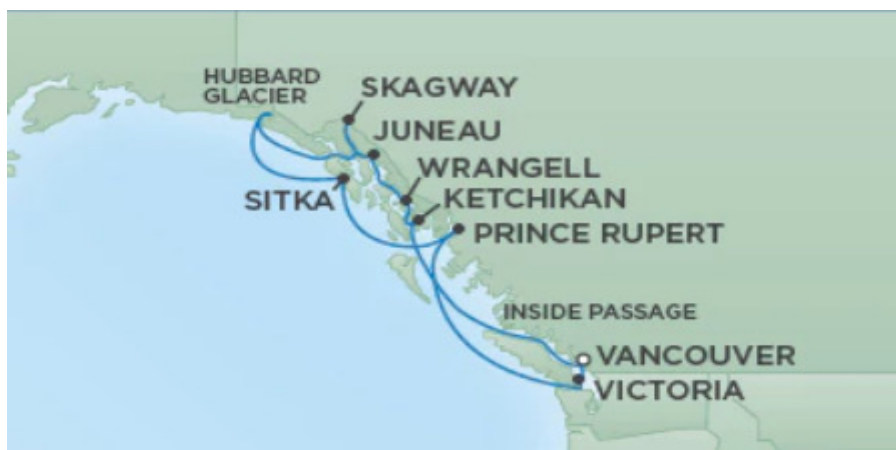 HUBBARD
GLACIER
SKAGWAY
JUNEAU
WRANGELL
SITKA
KETCHIKAN
PRINCE RUPERT
INSIDE PASSAGE
VANCOUVER
VICTORIA